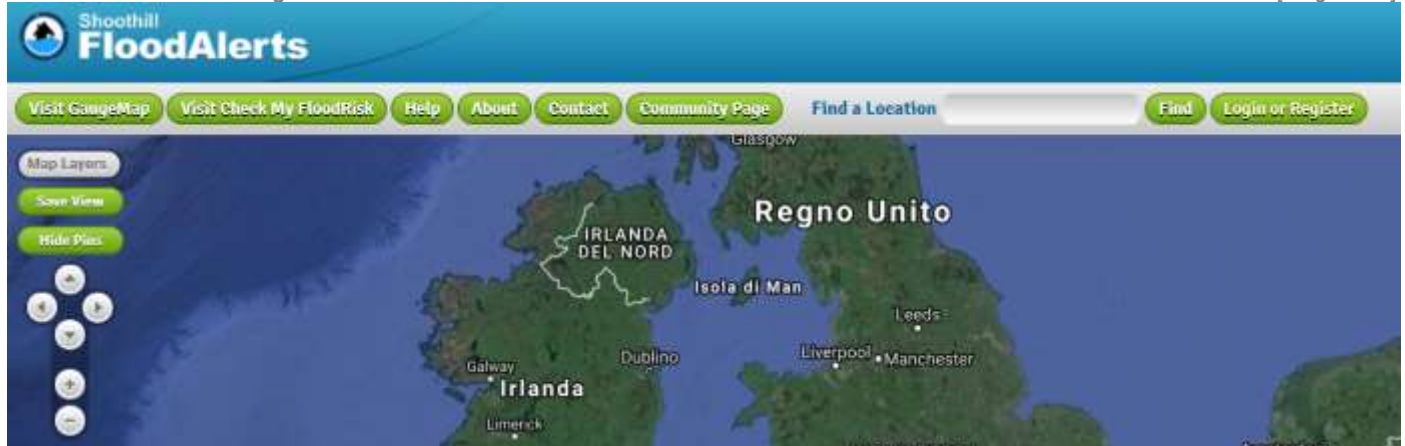 Shoothill
FloodAlerts
Visit GaugeMap Visit Check My FloodRisk Help About Contact Community Page Find a Location Find Login or Register
Map Layers
Save View
Hide Pins
Glasgow
Regno Unito
IRLANDA
DEL NORD
Isola di Man
Leeds
Liverpool Manchester
Dublino
Galway
Irlanda
Limerick